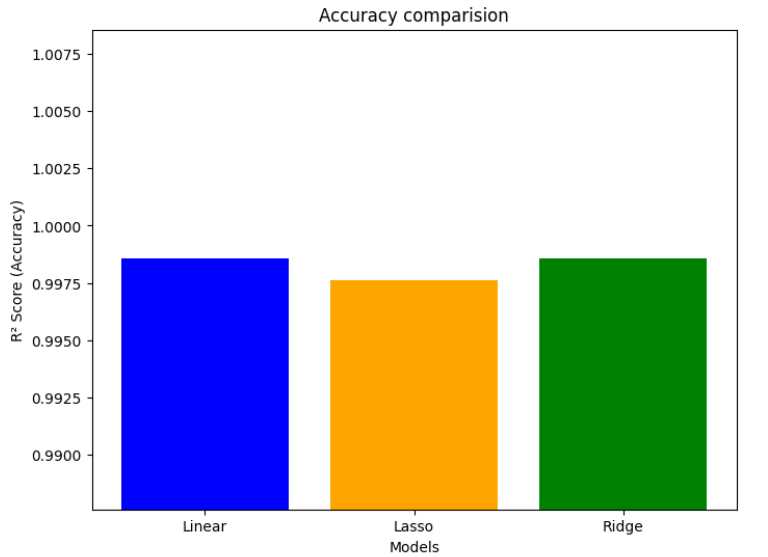 Accuracy comparision
R² Score (Accuracy)
1.0075
1.0050
1.0025
1.0000
0.9975
0.9950
0.9925
0.9900
Linear Lasso Ridge
Models